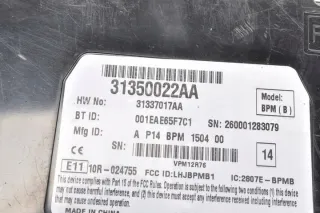 31350022AA
Model:
BPM ( B )
HW No: 31337017AA
BT ID: 001EAE65F7C1 SN: 260001283079
Mfg ID: A P14 BPM 1504 00
CE
VPM12R76
14
E11 10R-024755 FCC ID:LHJBPMB1 IC:2807E-BPMB
This device complies with Part 15 of the FCC Rules. Operation is subject to the following two conditions: (1) this
device may not cause harmful interference, and (2) this device must accept any interference
received, including interference that may cause undesired operation.
Made in